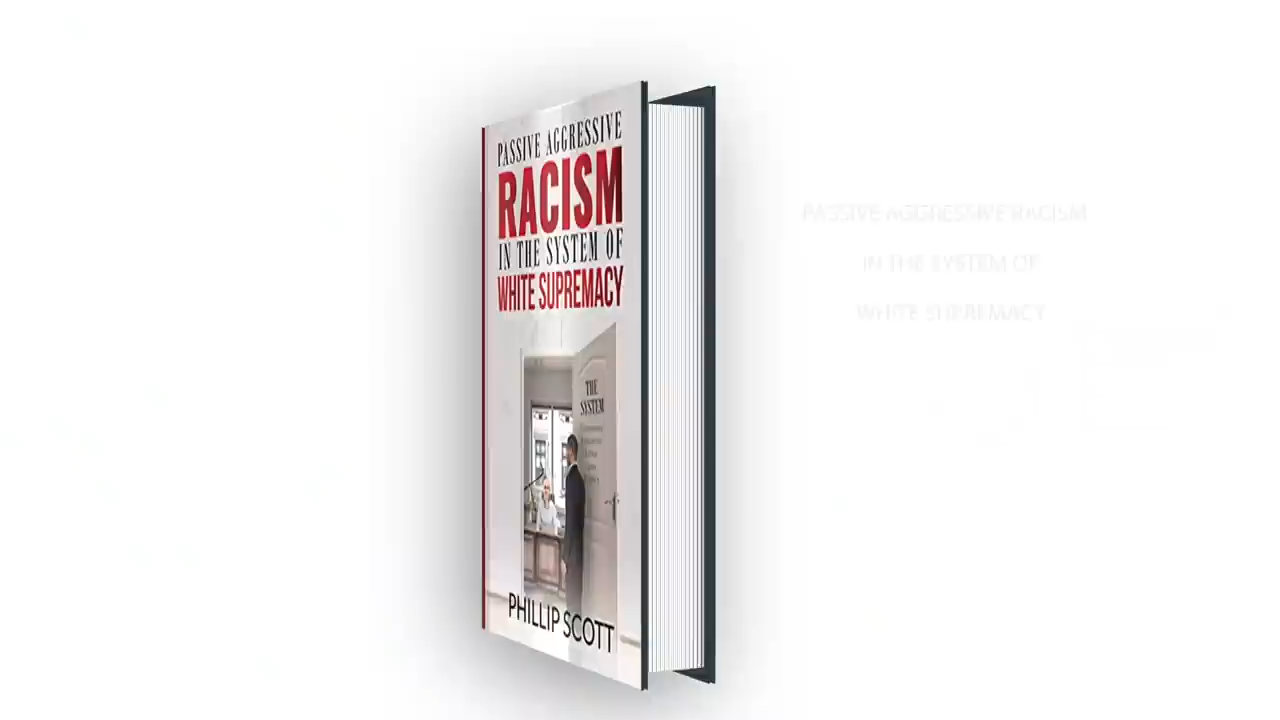 PASSIVE AGGRESSIVE
RACISM
IN THE SYSTEM OF
WHITE SUPREMACY
THE
SYSTEM
PHILLIP SCOTT
PASSIVE AGGRESSIVE RACISM
IN THE SYSTEM OF
WHITE SUPREMACY